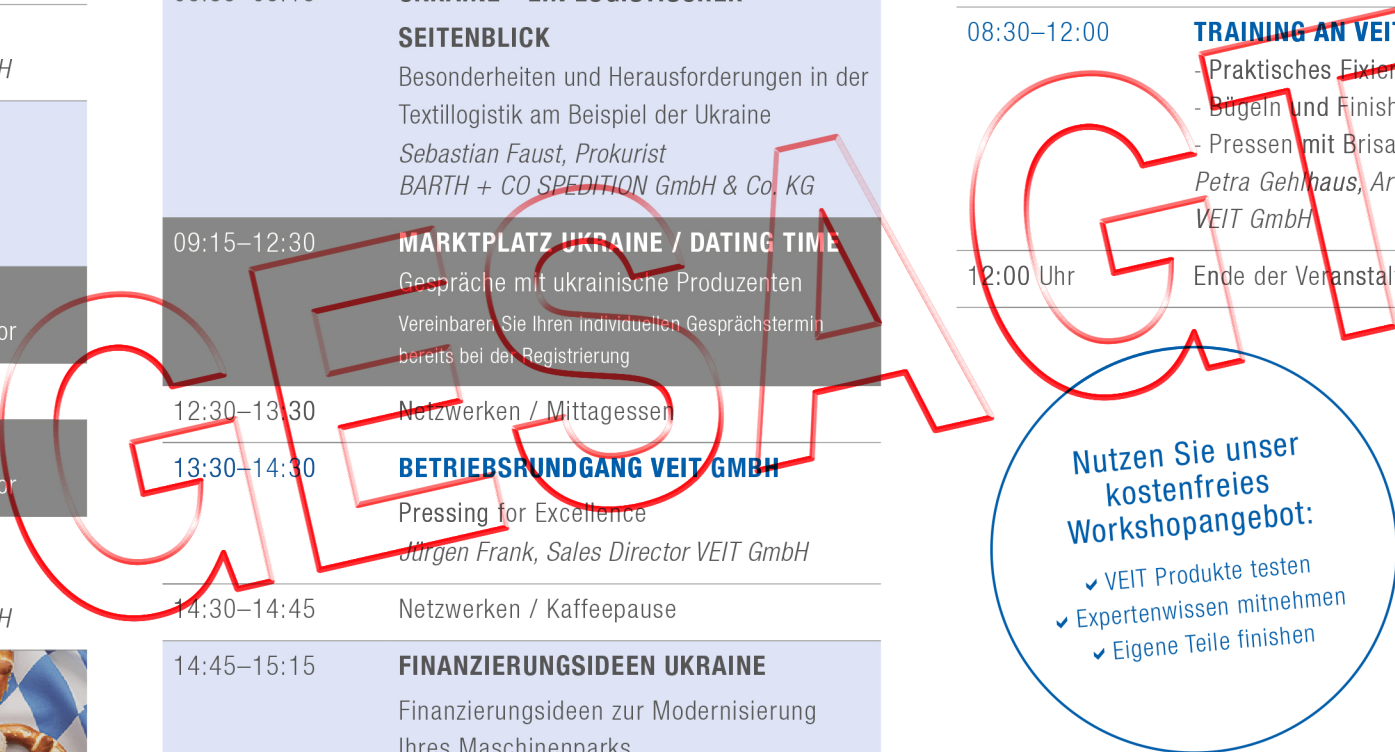 H
or
or
H
SEITENBLICK
Besonderheiten und Herausforderungen in der
Textillogistik am Beispiel der Ukraine
Sebastian Faust, Prokurist
BARTH + CO SPEDITION GmbH & Co. KG
09:15–12:30 MARKTPLATZ UKRAINE / DATING TIME
Gespräche mit ukrainische Produzenten
Vereinbaren Sie Ihren individuellen Gesprächstermin
bereits bei der Registrierung
12:30–13:30 Netzwerken / Mittagessen
13:30–14:30 BETRIEBSRUNDGANG VEIT GMBH
Pressing for Excellence
Jürgen Frank, Sales Director VEIT GmbH
14:30–14:45 Netzwerken / Kaffeepause
14:45–15:15 FINANZIERUNGSIDEEN UKRAINE
Finanzierungsideen zur Modernisierung
Ihres Maschinenparks
08:30–12:00 TRAINING AN VEIT
- Praktisches Fixier
- Bügeln und Finish
- Pressen mit Brisa
Petra Gehlhaus, Ar
VEIT GmbH
12:00 Uhr Ende der Veranstal
Nutzen Sie unser
kostenfreies
Workshopangebot:
VEIT Produkte testen
Expertenwissen mitnehmen
Eigene Teile finishen
GESAGT